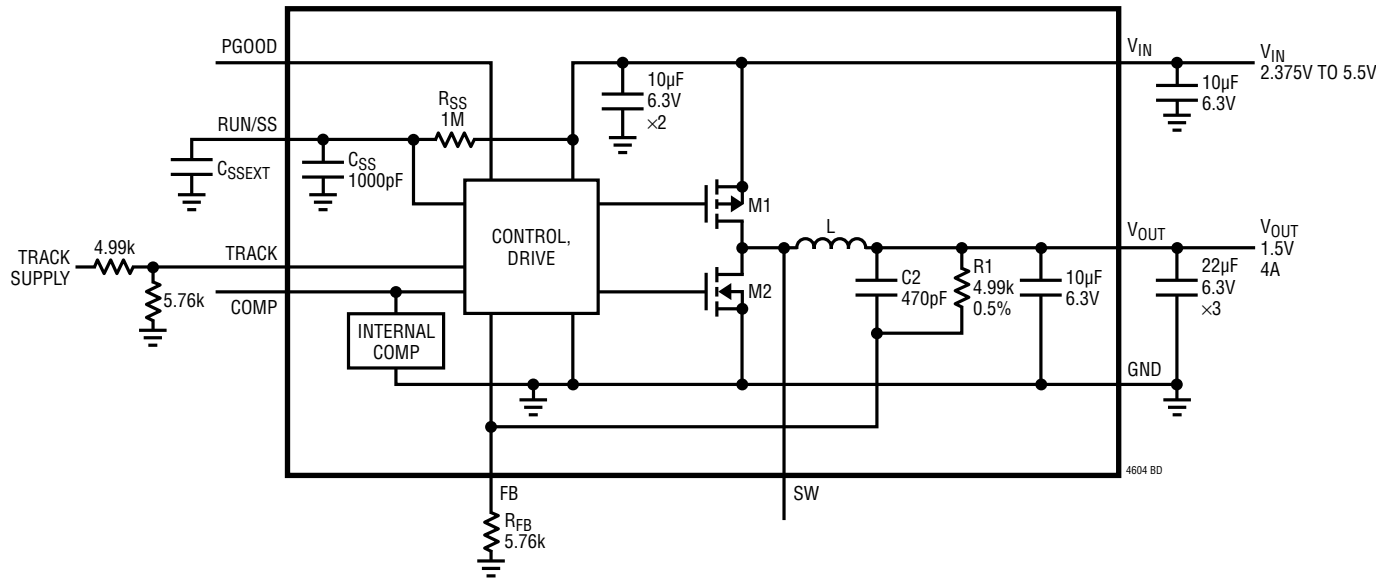 PGOOD
V_IN
V_IN
2.375V TO 5.5V
10µF
6.3V
×2
10µF
6.3V
R_SS
1M
RUN/SS
C_SSEXT
C_SS
1000pF
M1
CONTROL,
DRIVE
L
V_OUT
V_OUT
1.5V
4A
4.99k
TRACK
SUPPLY
TRACK
5.76k
COMP
M2
C2
470pF
R1
4.99k
0.5%
10µF
6.3V
22µF
6.3V
×3
INTERNAL
COMP
GND
4604 BD
FB
SW
R_FB
5.76k